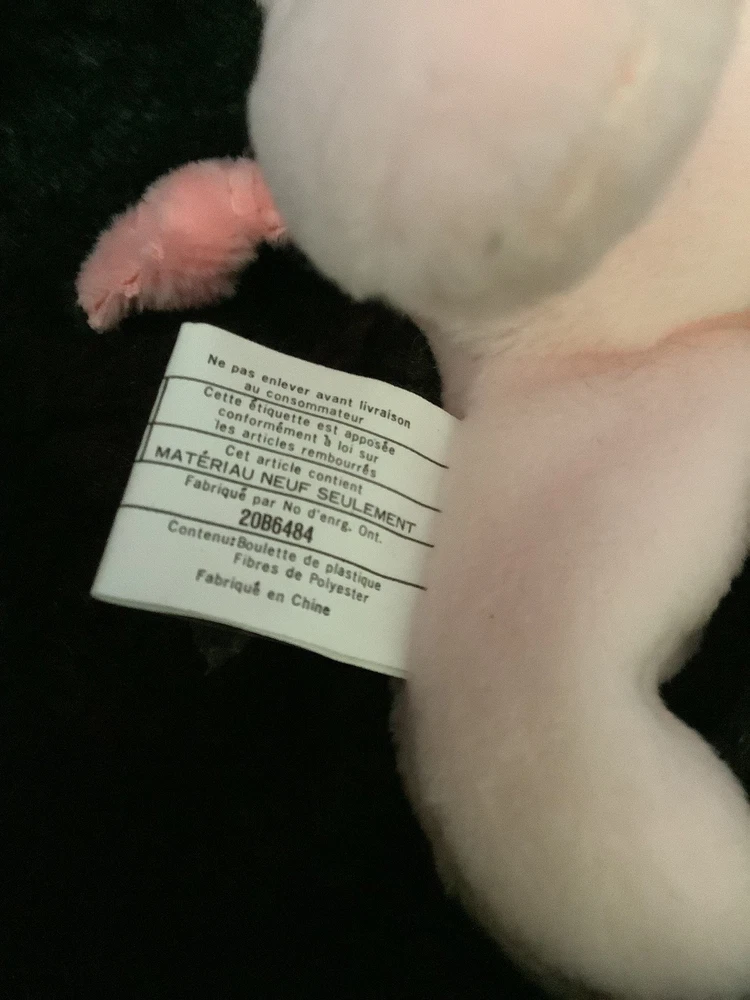 Ne pas enlever avant livraison
au consommateur
Cette étiquette est apposée
conformément à loi sur
les articles rembourrés
Cet article contient
MATÉRIAU NEUF SEULEMENT
Fabriqué par No d'enrg. Ont.
20B6484
Contenu:Boulette de plastique
Fibres de Polyester
Fabriqué en Chine